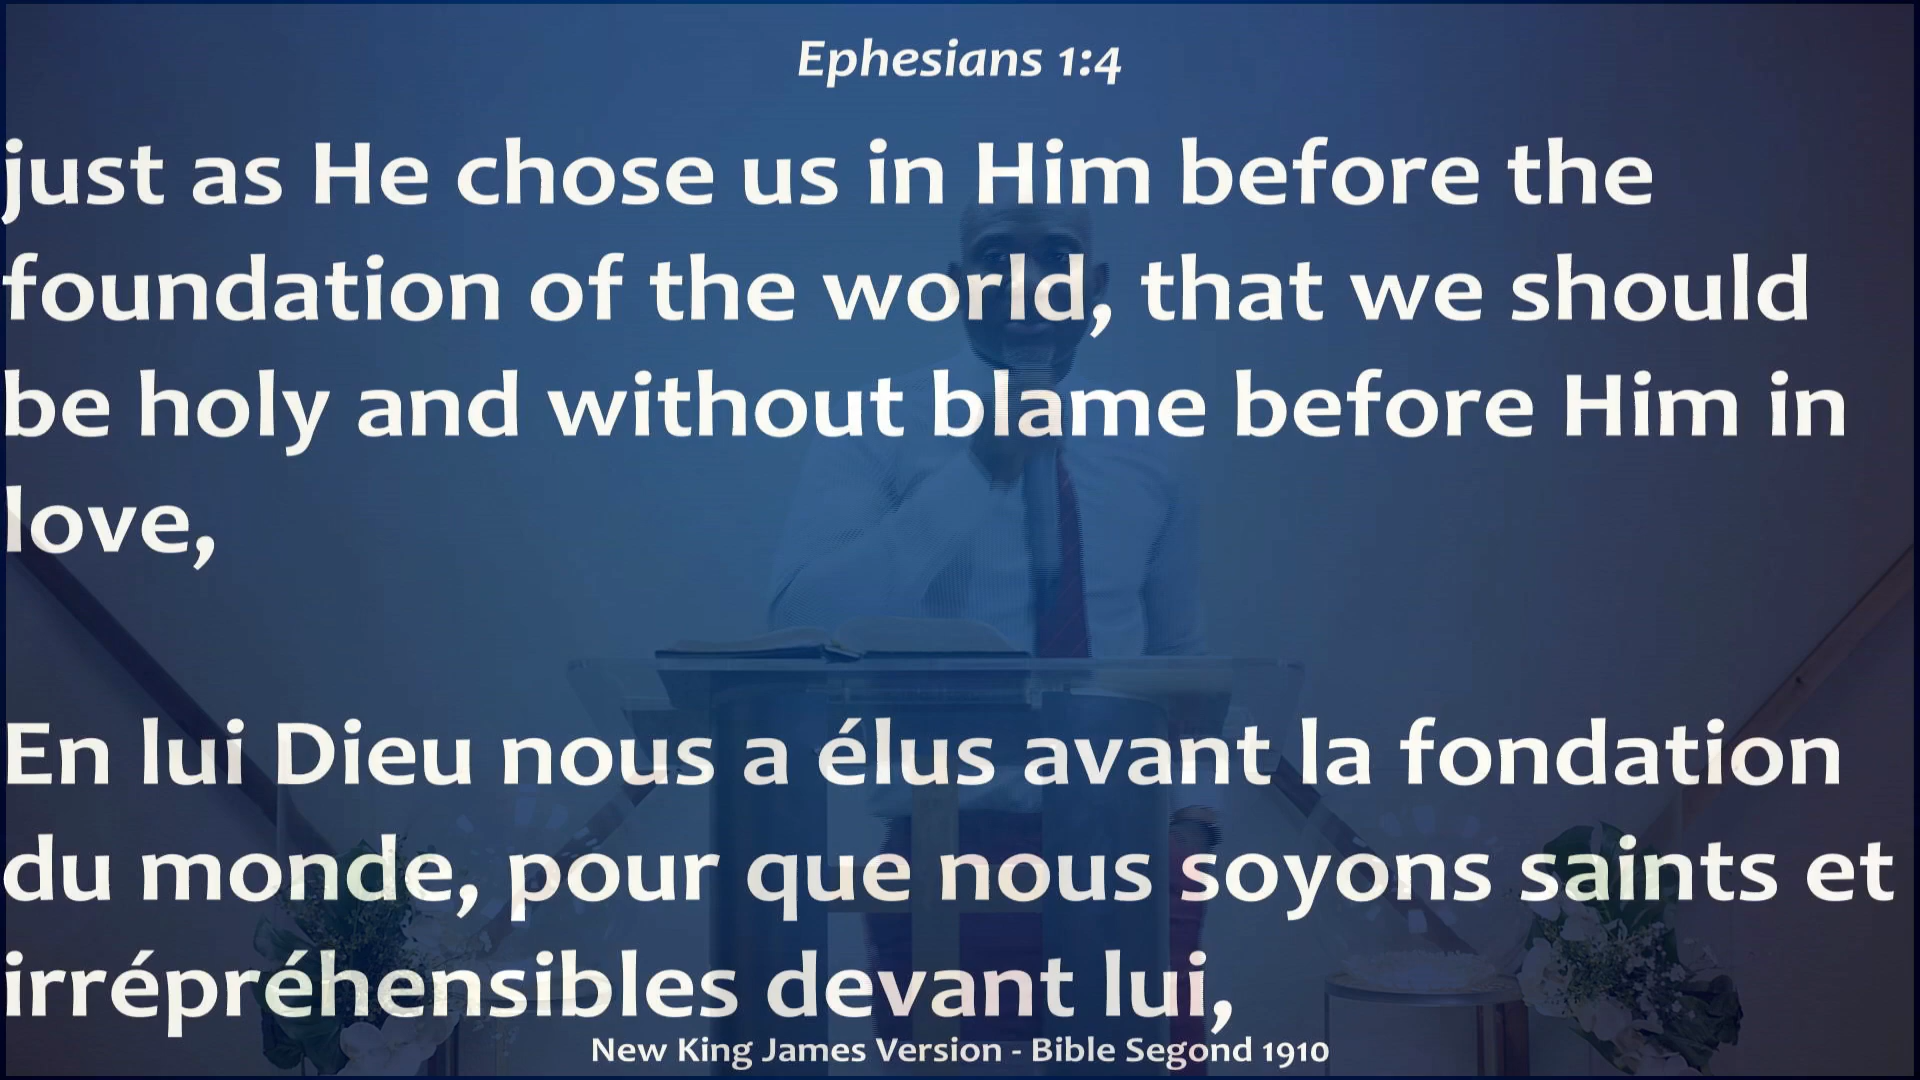 Ephesians 1:4
just as He chose us in Him before the
foundation of the world, that we should
be holy and without blame before Him in
love,
En lui Dieu nous a élus avant la fondation
du monde, pour que nous soyons saints et
irrépréhensibles devant lui,
New King James Version - Bible Segond 1910